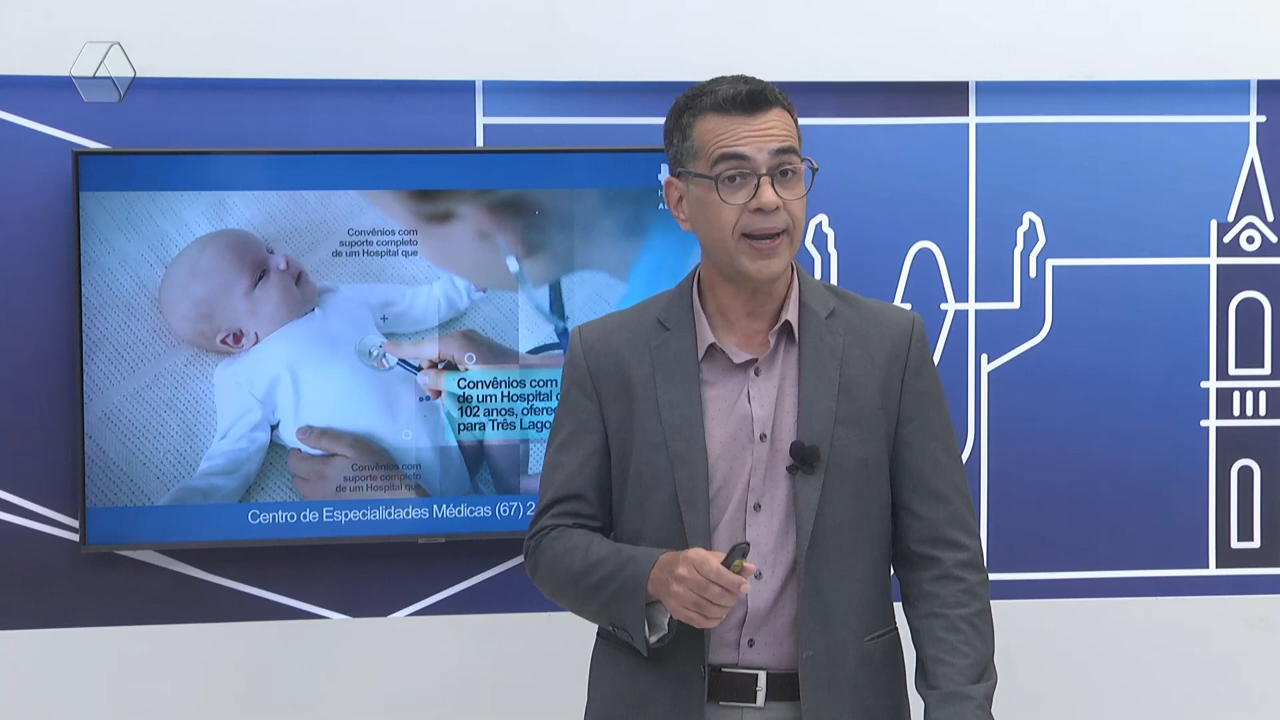 Convênios com
suporte completo
de um Hospital que
Convênios com
de um Hospital
102 anos, ofere
para Três Lago
Convênios com
suporte completo
de um Hospital que
Centro de Especialidades Médicas (67) 2